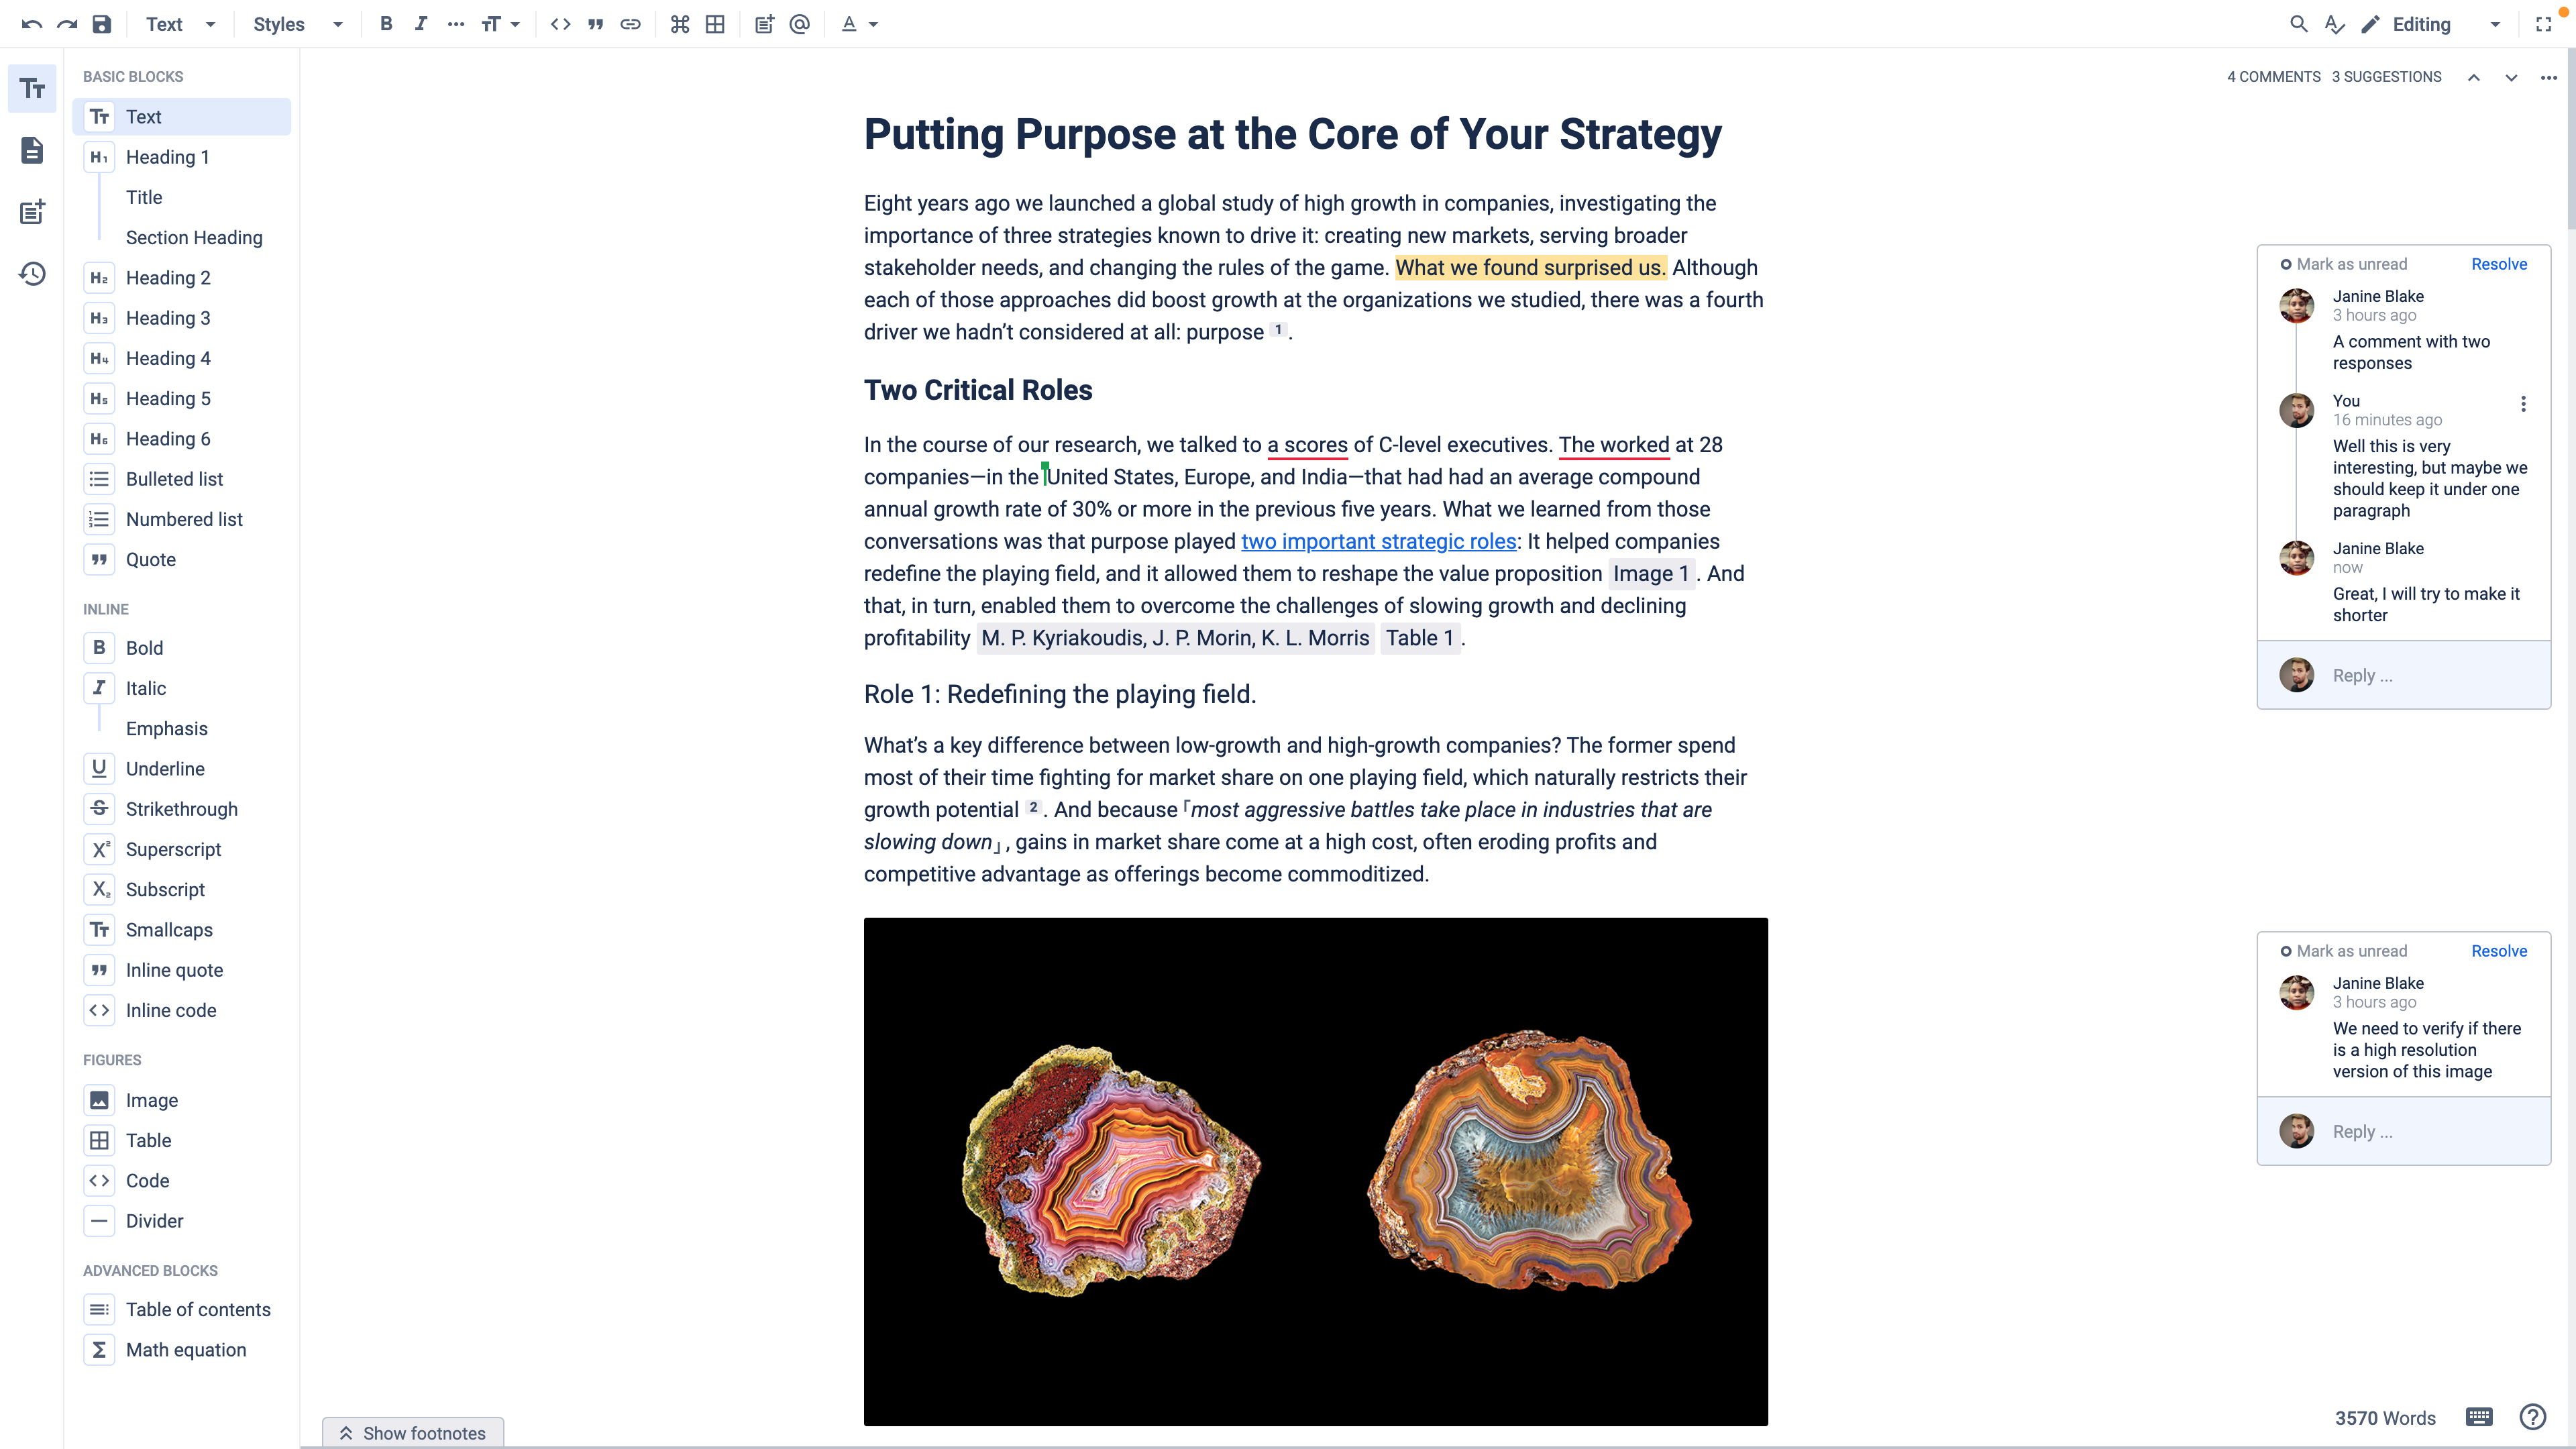 Text
Styles
Editing
BASIC BLOCKS
Text
Heading 1
Title
Section Heading
Heading 2
Heading 3
Heading 4
Heading 5
Heading 6
Bulleted list
Numbered list
Quote
INLINE
Bold
Italic
Emphasis
Underline
Strikethrough
Superscript
Subscript
Smallcaps
Inline quote
Inline code
FIGURES
Image
Table
Code
Divider
ADVANCED BLOCKS
Table of contents
Math equation
4 COMMENTS 3 SUGGESTIONS
Putting Purpose at the Core of Your Strategy
Eight years ago we launched a global study of high growth in companies, investigating the
importance of three strategies known to drive it: creating new markets, serving broader
stakeholder needs, and changing the rules of the game. What we found surprised us. Although
each of those approaches did boost growth at the organizations we studied, there was a fourth
driver we hadn’t considered at all: purpose 1.
Two Critical Roles
In the course of our research, we talked to a scores of C-level executives. The worked at 28
companies—in the United States, Europe, and India—that had had an average compound
annual growth rate of 30% or more in the previous five years. What we learned from those
conversations was that purpose played two important strategic roles: It helped companies
redefine the playing field, and it allowed them to reshape the value proposition Image 1. And
that, in turn, enabled them to overcome the challenges of slowing growth and declining
profitability M. P. Kyriakoudis, J. P. Morin, K. L. Morris Table 1.
Role 1: Redefining the playing field.
What’s a key difference between low-growth and high-growth companies? The former spend
most of their time fighting for market share on one playing field, which naturally restricts their
growth potential 2. And because「most aggressive battles take place in industries that are
slowing down」, gains in market share come at a high cost, often eroding profits and
competitive advantage as offerings become commoditized.
Mark as unread Resolve
Janine Blake
3 hours ago
A comment with two
responses
You
16 minutes ago
Well this is very
interesting, but maybe we
should keep it under one
paragraph
Janine Blake
now
Great, I will try to make it
shorter
Reply ...
Mark as unread Resolve
Janine Blake
3 hours ago
We need to verify if there
is a high resolution
version of this image
Reply ...
Show footnotes
3570 Words